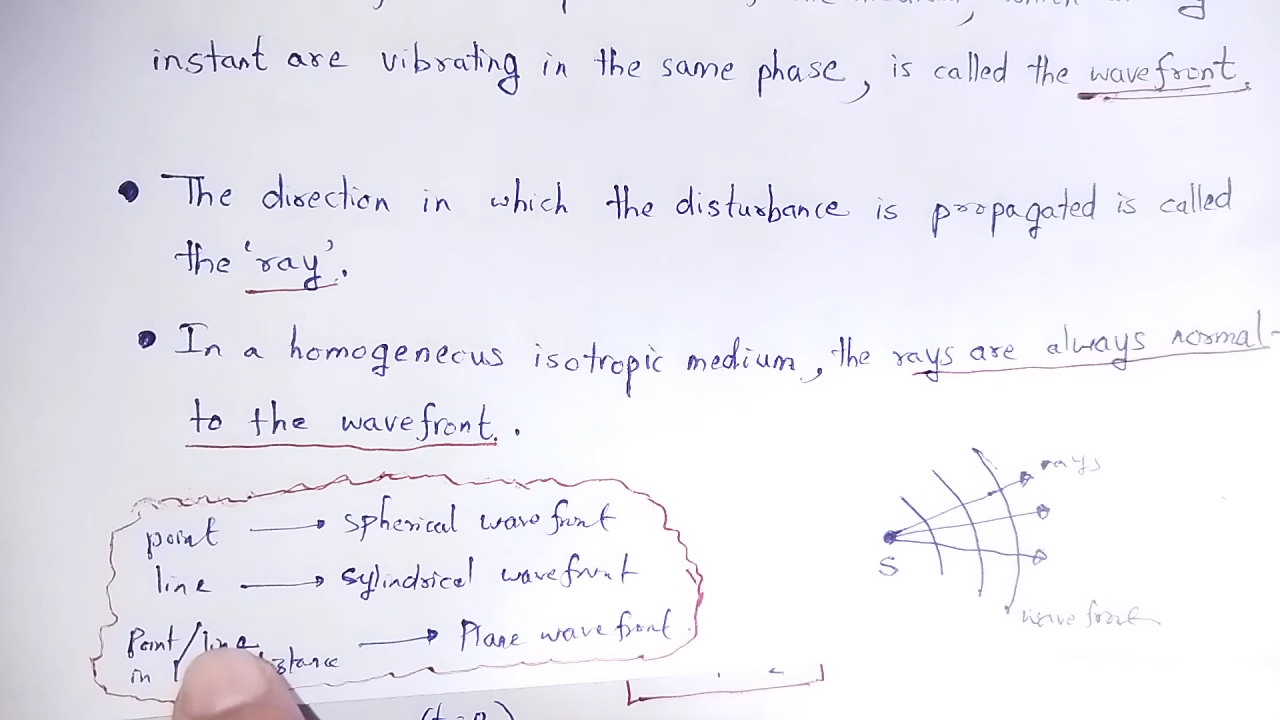 instant are vibrating in the same phase, is called the wavefront.
• The direction in which the disturbance is propagated is called
the 'ray'.
• In a homogeneous isotropic medium, the rays are always normal-
to the wavefront.
point → spherical wavefront
line → sylindrical wavefront
Point/line
in
→ Plane wavefront
rays
S
wavefront